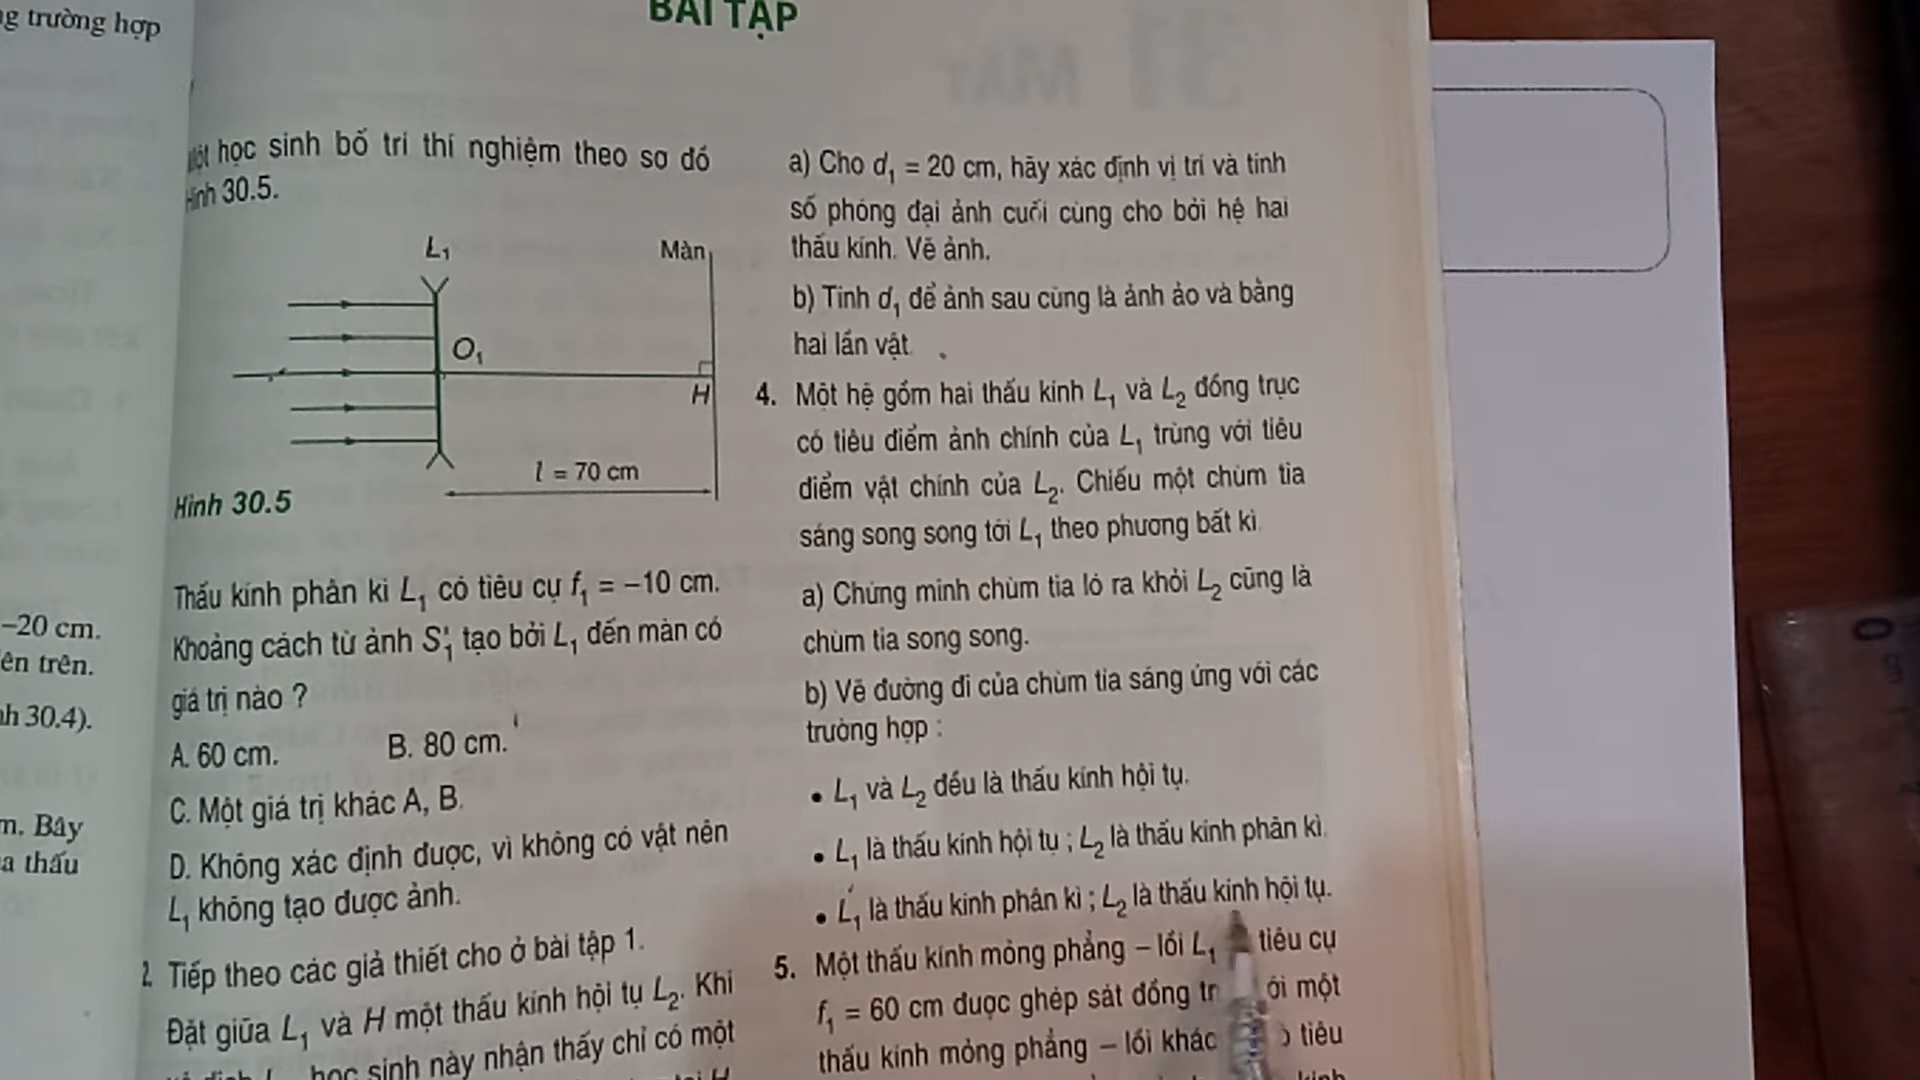 trường hợp
–20 cm.
ên trên.
nh 30.4).
m. Bây
a thấu
BÀI TẬP
học sinh bố trí thí nghiệm theo sơ đồ
Hình 30.5.
L₁
Màn
O₁
H
l = 70 cm
Hình 30.5
Thấu kính phân kì L₁ có tiêu cự f₁ = –10 cm.
Khoảng cách từ ảnh S'₁ tạo bởi L₁ đến màn có
giá trị nào ?
A. 60 cm. B. 80 cm.
C. Một giá trị khác A, B.
D. Không xác định được, vì không có vật nên
L₁ không tạo được ảnh.
2. Tiếp theo các giả thiết cho ở bài tập 1.
Đặt giữa L₁ và H một thấu kính hội tụ L₂. Khi
học sinh này nhận thấy chỉ có một
a) Cho d₁ = 20 cm, hãy xác định vị trí và tính
số phóng đại ảnh cuối cùng cho bởi hệ hai
thấu kính. Vẽ ảnh.
b) Tính d₁ để ảnh sau cùng là ảnh ảo và bằng
hai lần vật.
4. Một hệ gồm hai thấu kính L₁ và L₂ đồng trục
có tiêu điểm ảnh chính của L₁ trùng với tiêu
điểm vật chính của L₂. Chiếu một chùm tia
sáng song song tới L₁ theo phương bất kì.
a) Chứng minh chùm tia ló ra khỏi L₂ cũng là
chùm tia song song.
b) Vẽ đường đi của chùm tia sáng ứng với các
trường hợp :
• L₁ và L₂ đều là thấu kính hội tụ.
• L₁ là thấu kính hội tụ ; L₂ là thấu kính phân kì.
• L₁ là thấu kính phân kì ; L₂ là thấu kính hội tụ.
5. Một thấu kính mỏng phẳng – lồi L₁ tiêu cự
f₁ = 60 cm được ghép sát đồng một
thấu kính mỏng phẳng – lồi khác tiêu